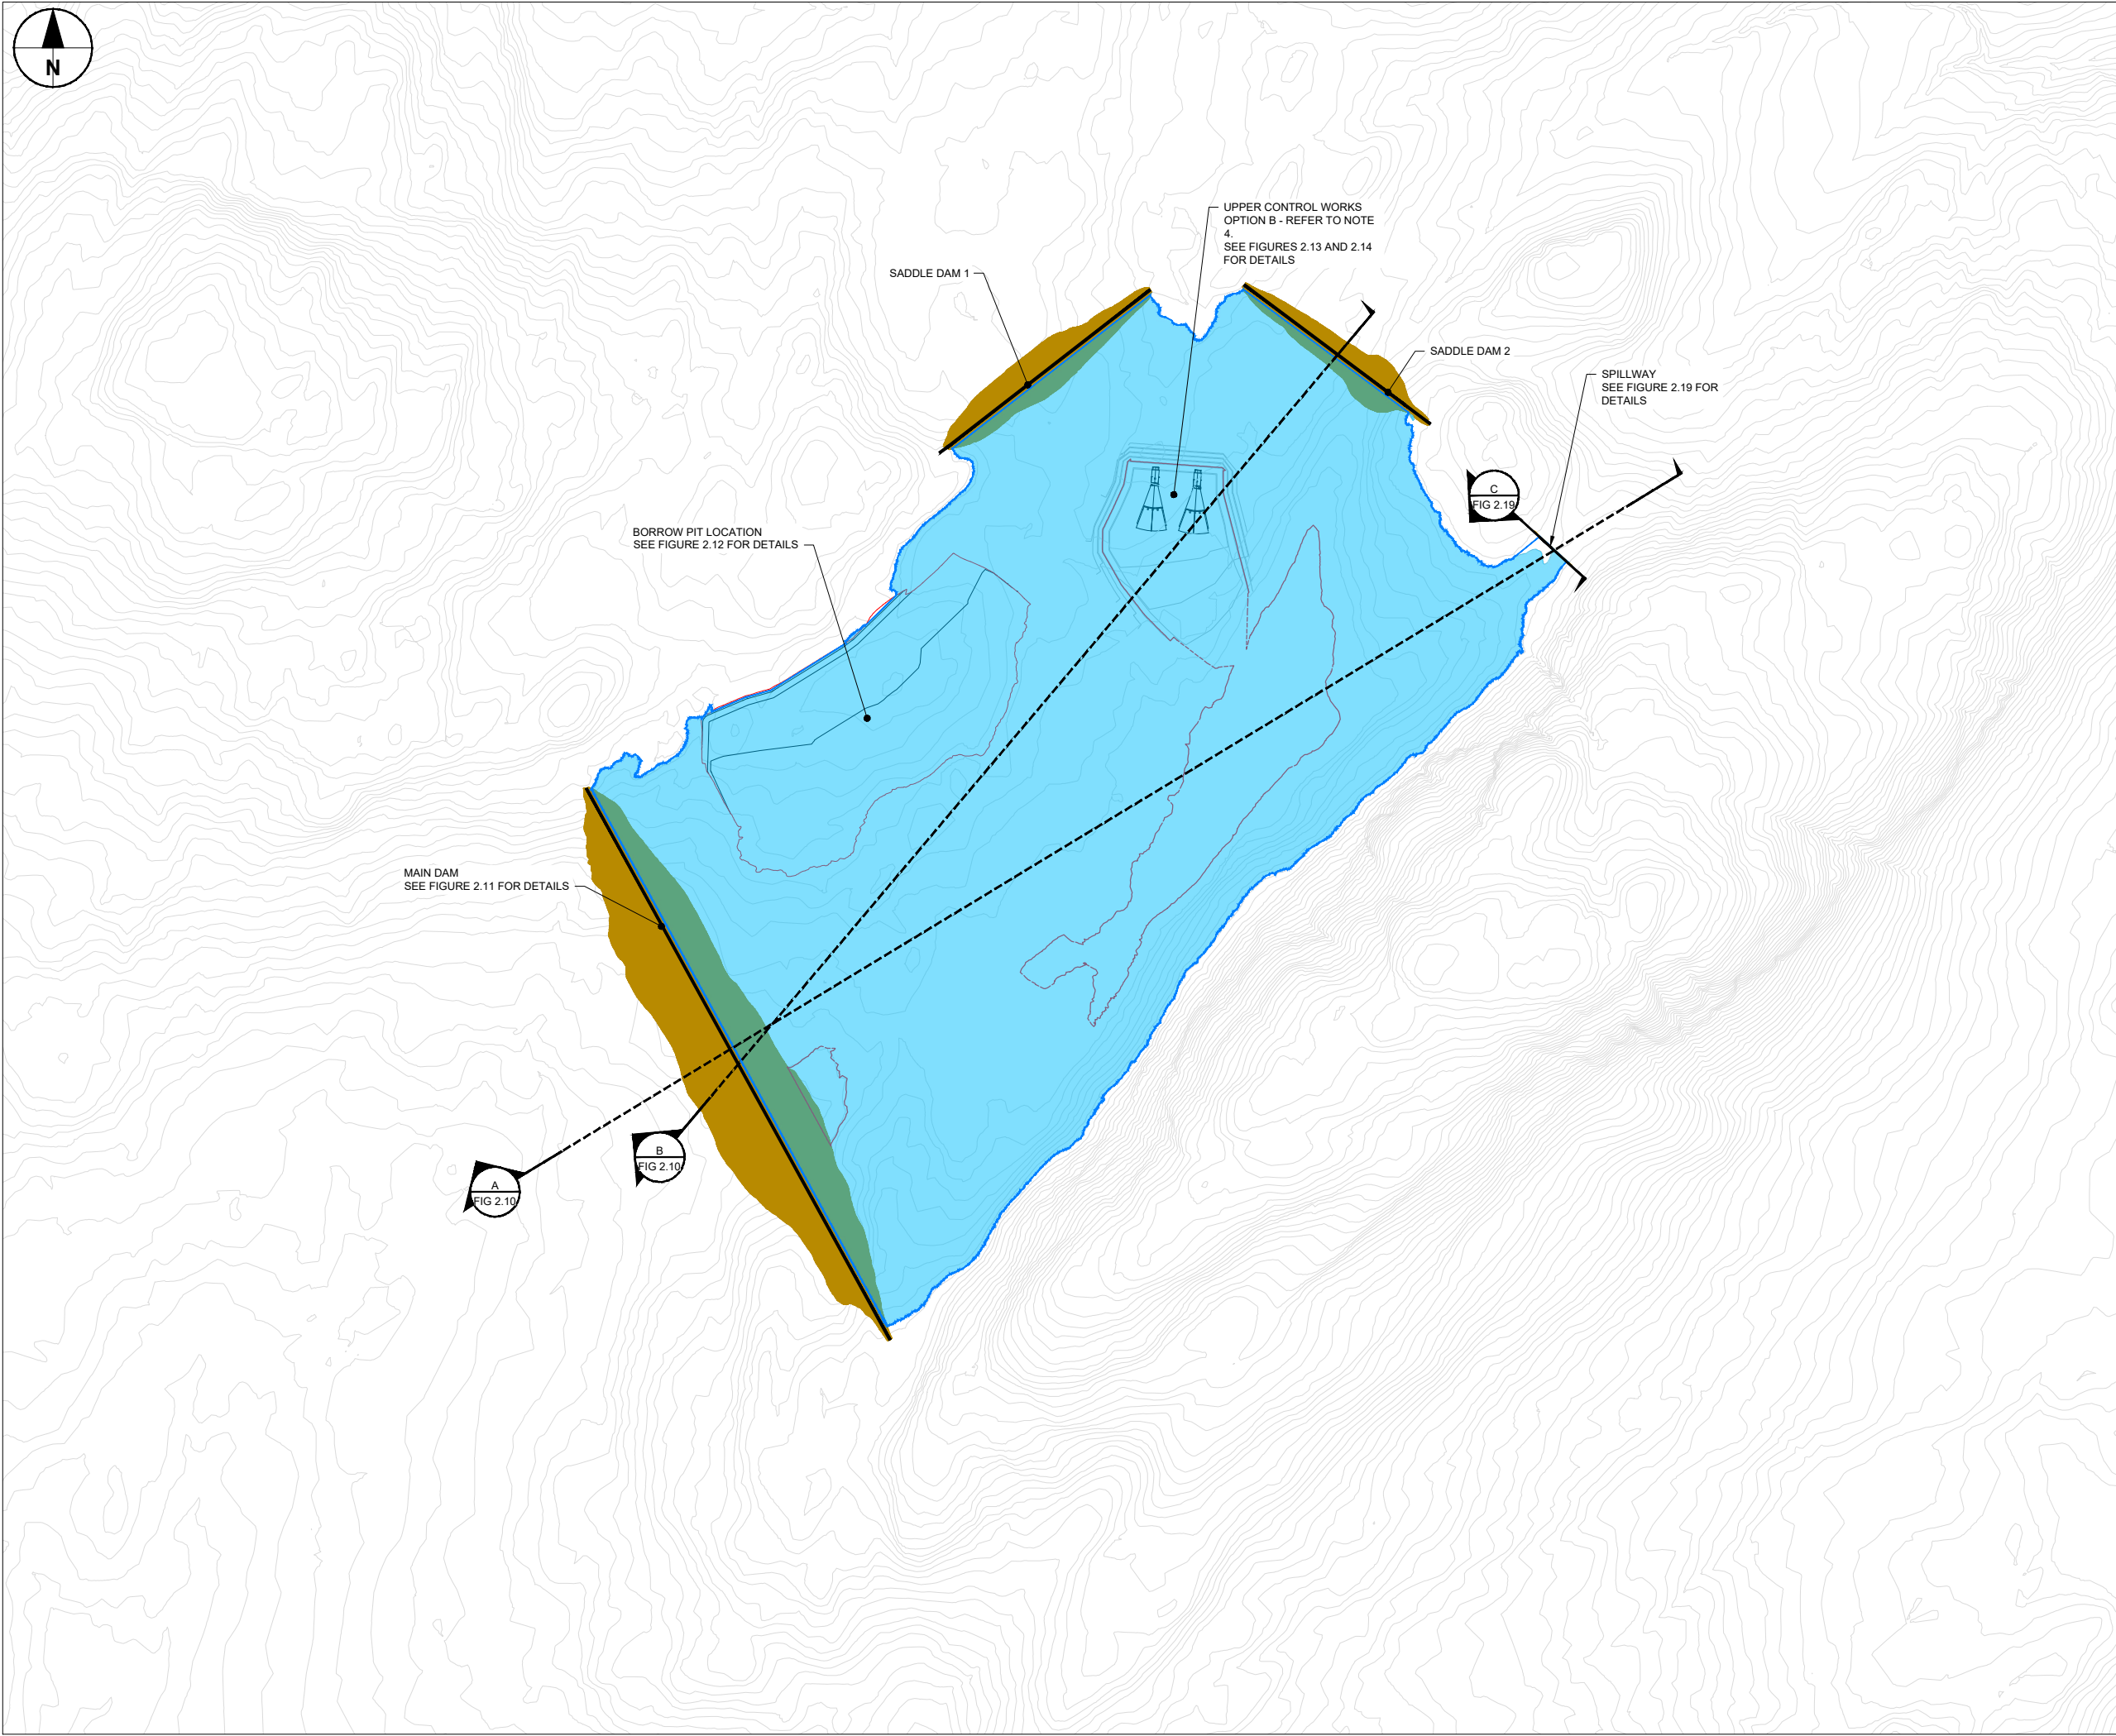 N
UPPER CONTROL WORKS
OPTION B - REFER TO NOTE
4.
SEE FIGURES 2.13 AND 2.14
FOR DETAILS
SADDLE DAM 1
SADDLE DAM 2
SPILLWAY
SEE FIGURE 2.19 FOR
DETAILS
C
FIG 2.19
BORROW PIT LOCATION
SEE FIGURE 2.12 FOR DETAILS
MAIN DAM
SEE FIGURE 2.11 FOR DETAILS
B
FIG 2.10
A
FIG 2.10